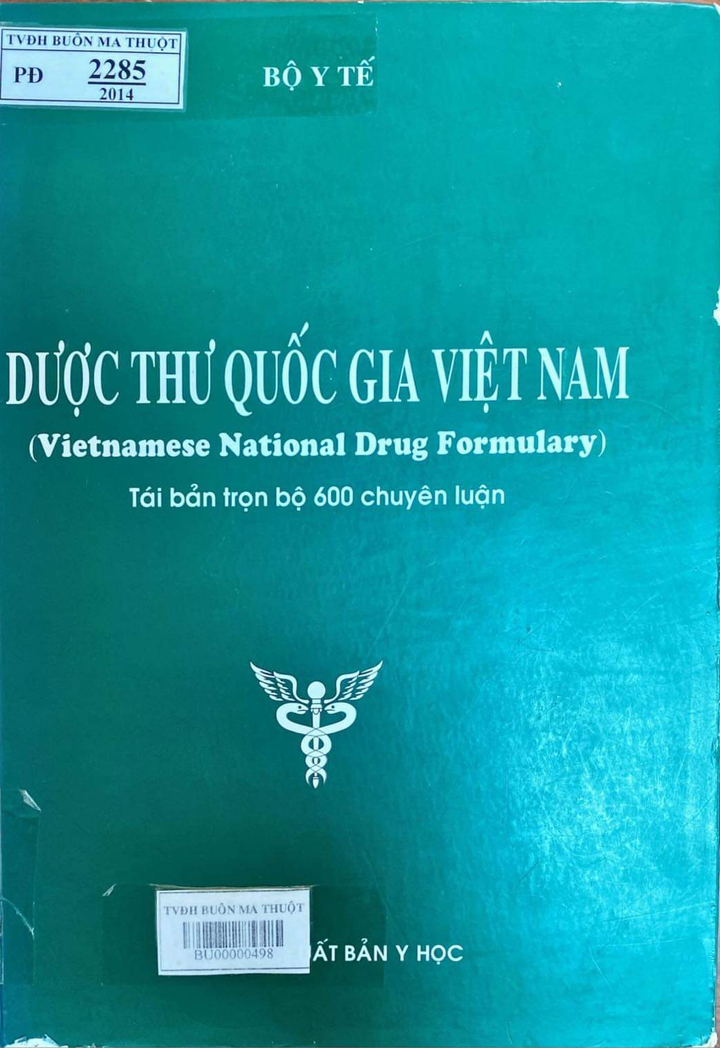 TVĐH BUÔN MA THUỘT
PĐ 2285
2014
BỘ Y TẾ
DƯỢC THƯ QUỐC GIA VIỆT NAM
(Vietnamese National Drug Formulary)
Tái bản trọn bộ 600 chuyên luận
TVĐH BUÔN MA THUỘT
BU00000498
BẢN Y HỌC